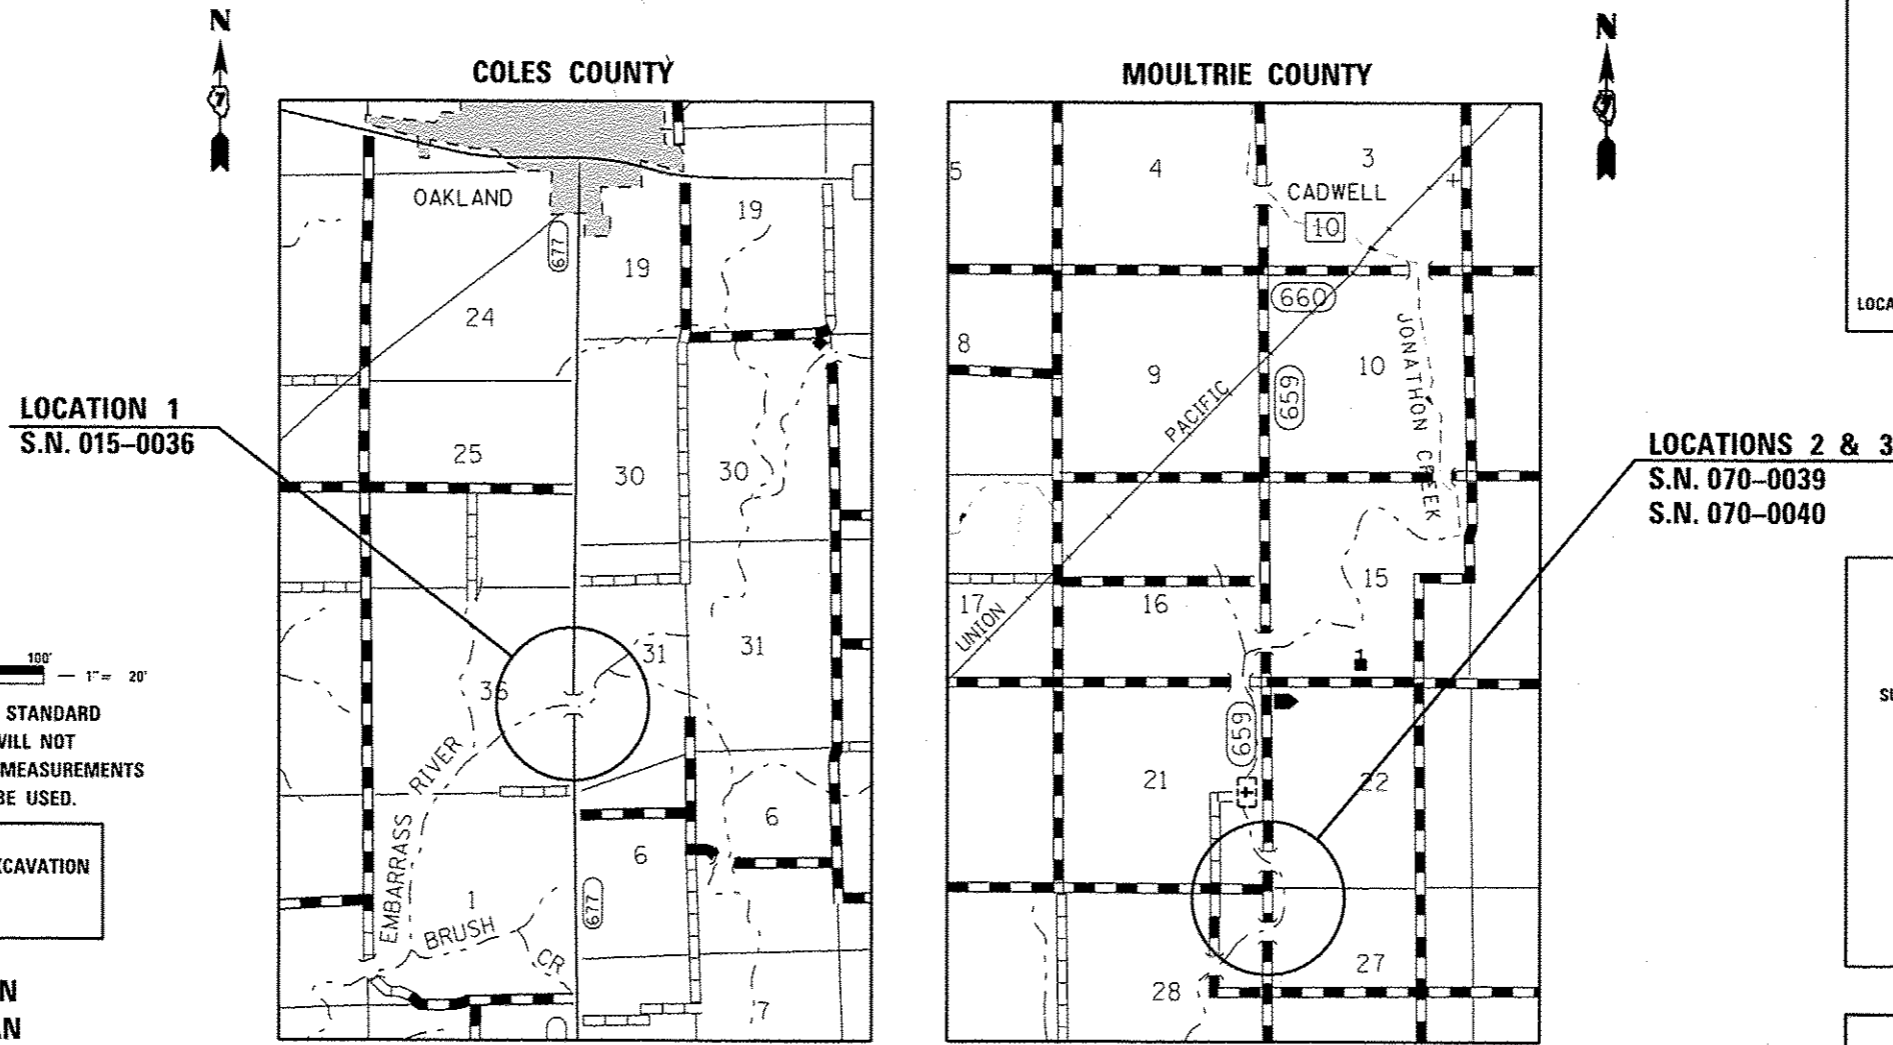 N
COLES COUNTY
MOULTRIE COUNTY
N
5
4
3
CADWELL
10
OAKLAND
19
677
19
660
24
8
9
10
JONATHON CREEK
659
PACIFIC
LOCATION 1
S.N. 015–0036
25
30
30
LOCATIONS 2 & 3
S.N. 070–0039
S.N. 070–0040
17
16
15
UNION
31
31
1
100'
1"= 20'
36
STANDARD
WILL NOT
MEASUREMENTS
BE USED.
EMBARRASS RIVER
659
21
22
6
6
XCAVATION
677
1
BRUSH CR
7
28
27
N
AN
LOCA
SU